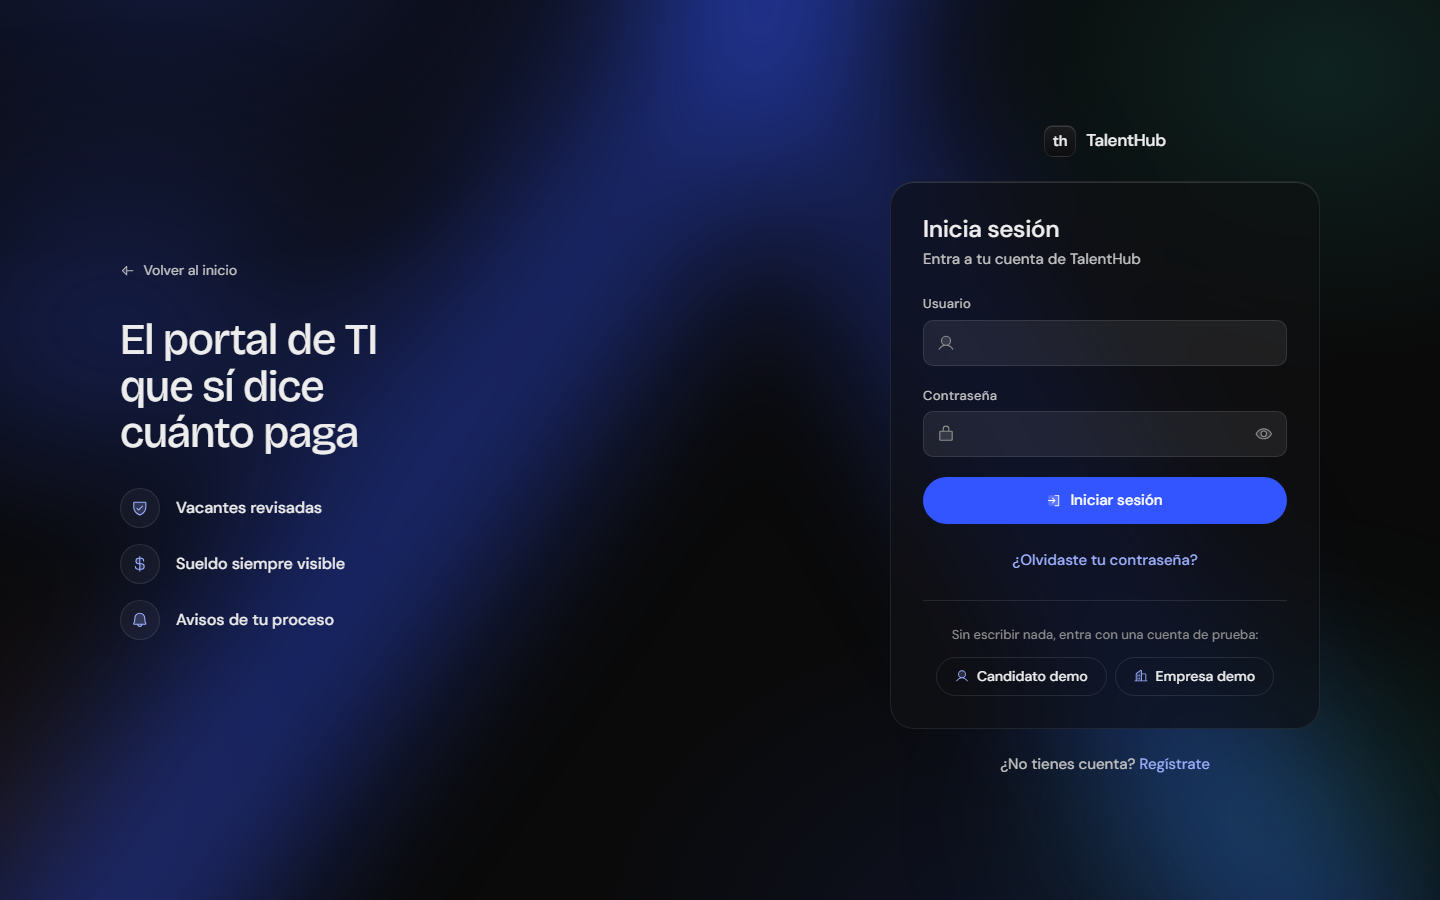 Volver al inicio
El portal de TI
que sí dice
cuánto paga
Vacantes revisadas
Sueldo siempre visible
Avisos de tu proceso
th TalentHub
Inicia sesión
Entra a tu cuenta de TalentHub
Usuario
Contraseña
Iniciar sesión
¿Olvidaste tu contraseña?
Sin escribir nada, entra con una cuenta de prueba:
Candidato demo Empresa demo
¿No tienes cuenta? Regístrate